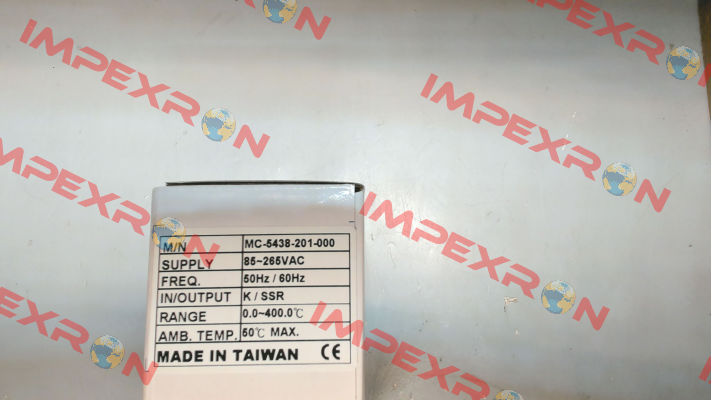 IMPEXRON
IMPEXRON
IMPEXRON
IMPEXRON
IMPEXRON
IMPEXRON
IMPEXRON
M/N MC-5438-201-000
SUPPLY 85~265VAC
FREQ. 50Hz / 60Hz
IN/OUTPUT K / SSR
RANGE 0.0~400.0℃
AMB. TEMP. 50℃ MAX.
MADE IN TAIWAN CE